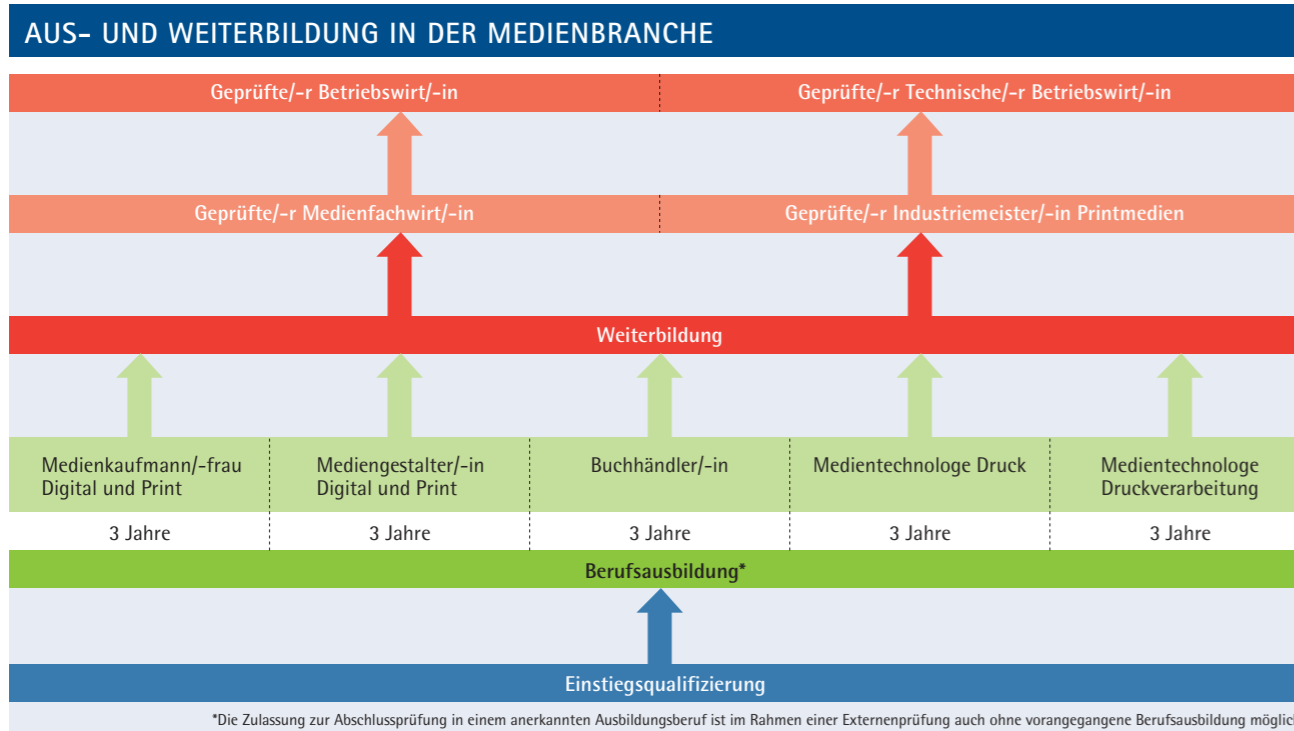 AUS- UND WEITERBILDUNG IN DER MEDIENBRANCHE
Geprüfte/-r Betriebswirt/-in
Geprüfte/-r Technische/-r Betriebswirt/-in
Geprüfte/-r Medienfachwirt/-in
Geprüfte/-r Industriemeister/-in Printmedien
Weiterbildung
Medienkaufmann/-frau
Digital und Print
Mediengestalter/-in
Digital und Print
Buchhändler/-in
Medientechnologe Druck
Medientechnologe
Druckverarbeitung
3 Jahre
3 Jahre
3 Jahre
3 Jahre
3 Jahre
Berufsausbildung*
Einstiegsqualifizierung
*Die Zulassung zur Abschlussprüfung in einem anerkannten Ausbildungsberuf ist im Rahmen einer Externenprüfung auch ohne vorangegangene Berufsausbildung möglic